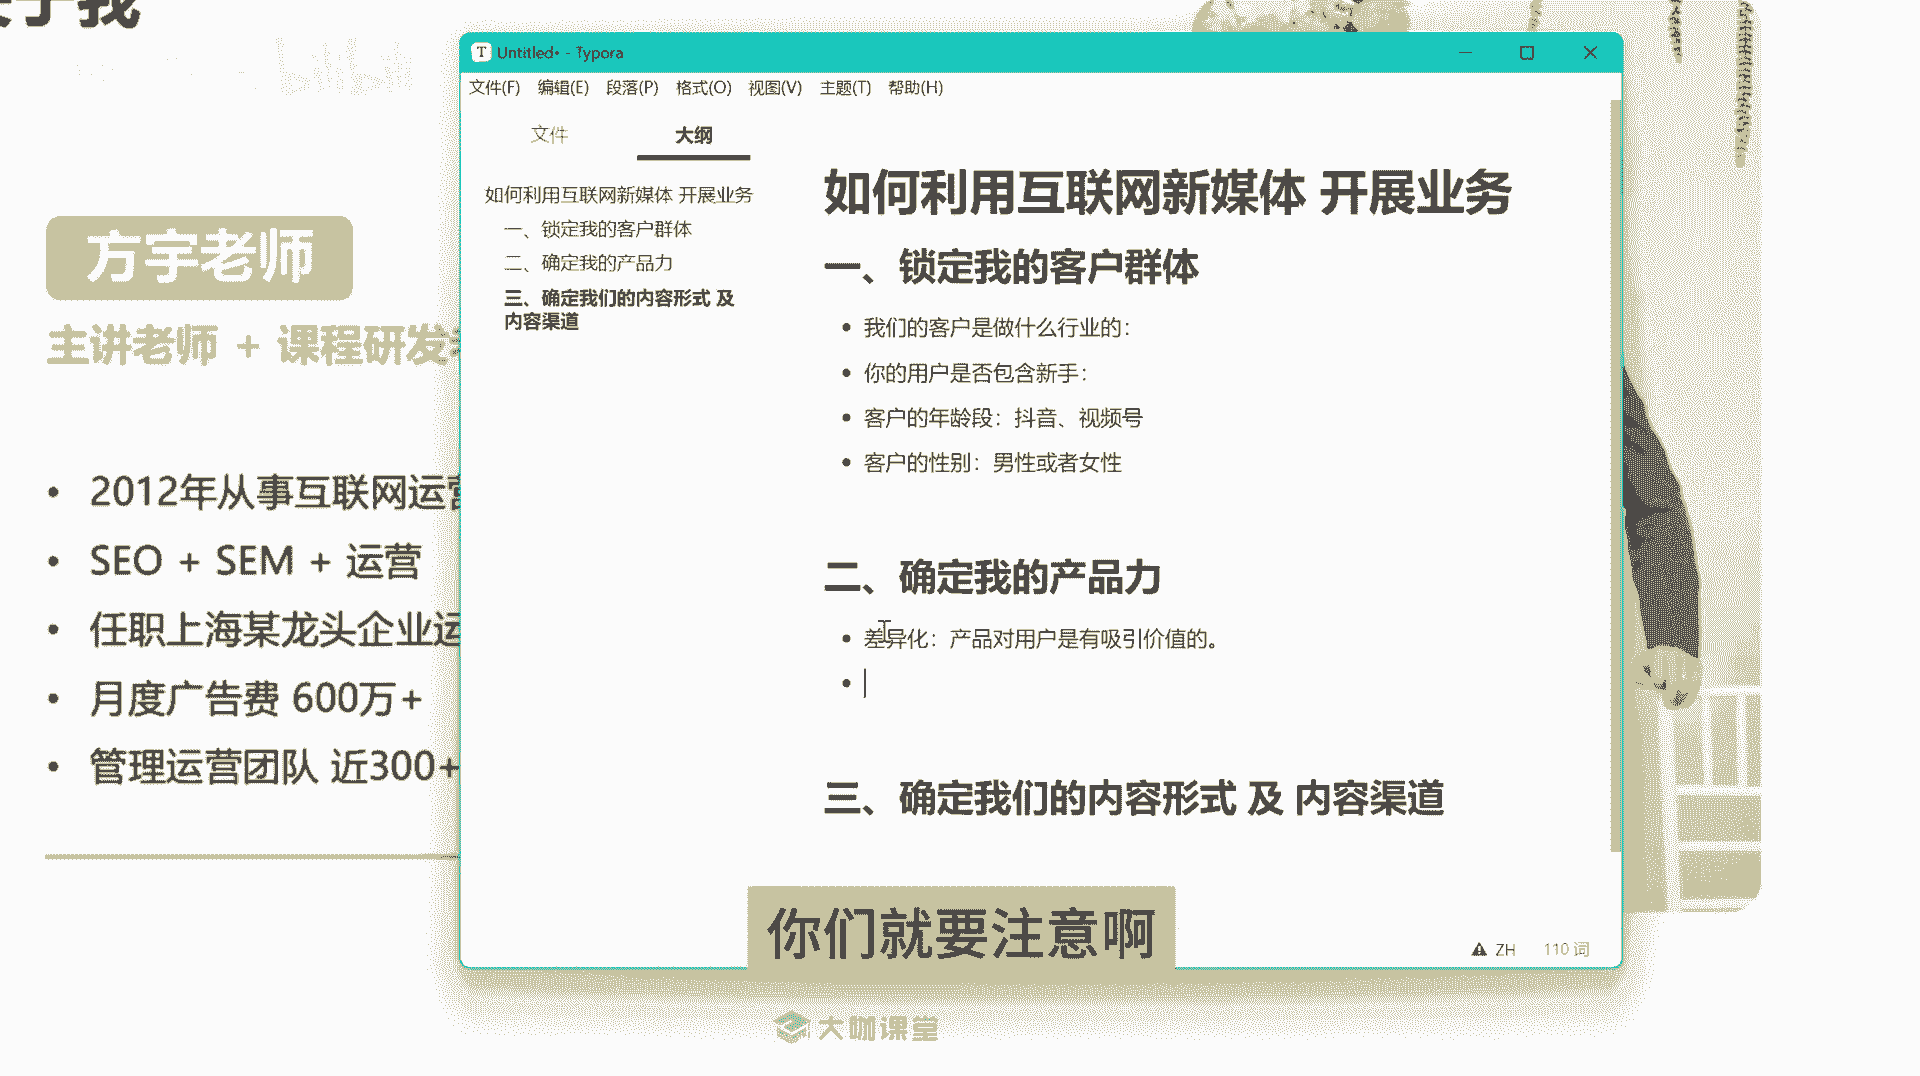 关于我
bilibili
方宇老师
主讲老师 + 课程研发
2012年从事互联网运营
SEO + SEM + 运营
任职上海某龙头企业运
月度广告费 600万+
管理运营团队 近300+
T Untitled• - Typora
文件(F) 编辑(E) 段落(P) 格式(O) 视图(V) 主题(T) 帮助(H)
文件 大纲
如何利用互联网新媒体 开展业务
一、锁定我的客户群体
二、确定我的产品力
三、确定我们的内容形式 及
内容渠道
如何利用互联网新媒体 开展业务
一、锁定我的客户群体
我们的客户是做什么行业的：
你的用户是否包含新手：
客户的年龄段：抖音、视频号
客户的性别：男性或者女性
二、确定我的产品力
差异化：产品对用户是有吸引价值的。
三、确定我们的内容形式 及 内容渠道
ZH 110 词
你们就要注意啊
大咖课堂